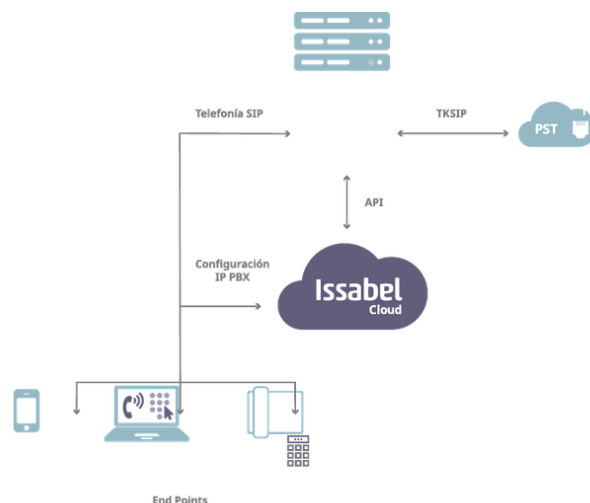 Telefonía SIP
TKSIP
PST
API
Configuración
IP PBX
Issabel
Cloud
End Points